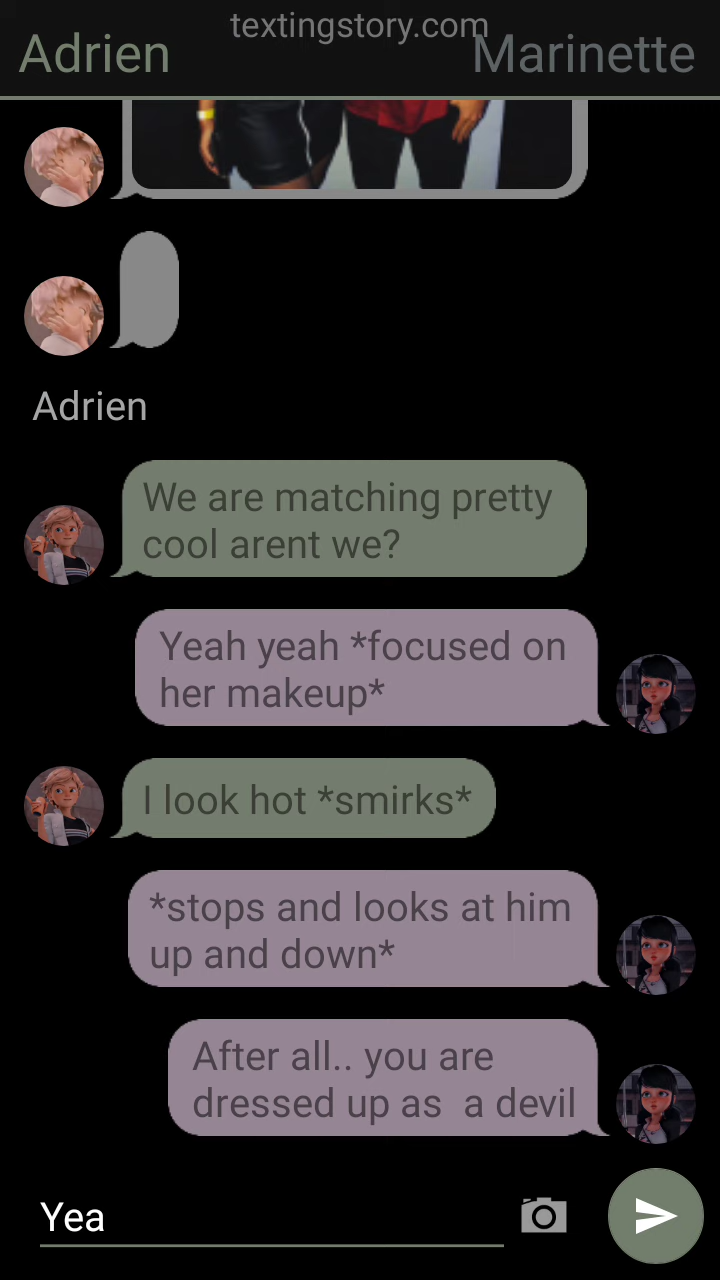 textingstory.com
Adrien
Marinette
Adrien
We are matching pretty
cool arent we?
Yeah yeah *focused on
her makeup*
I look hot *smirks*
*stops and looks at him
up and down*
After all.. you are
dressed up as  a devil
Yea